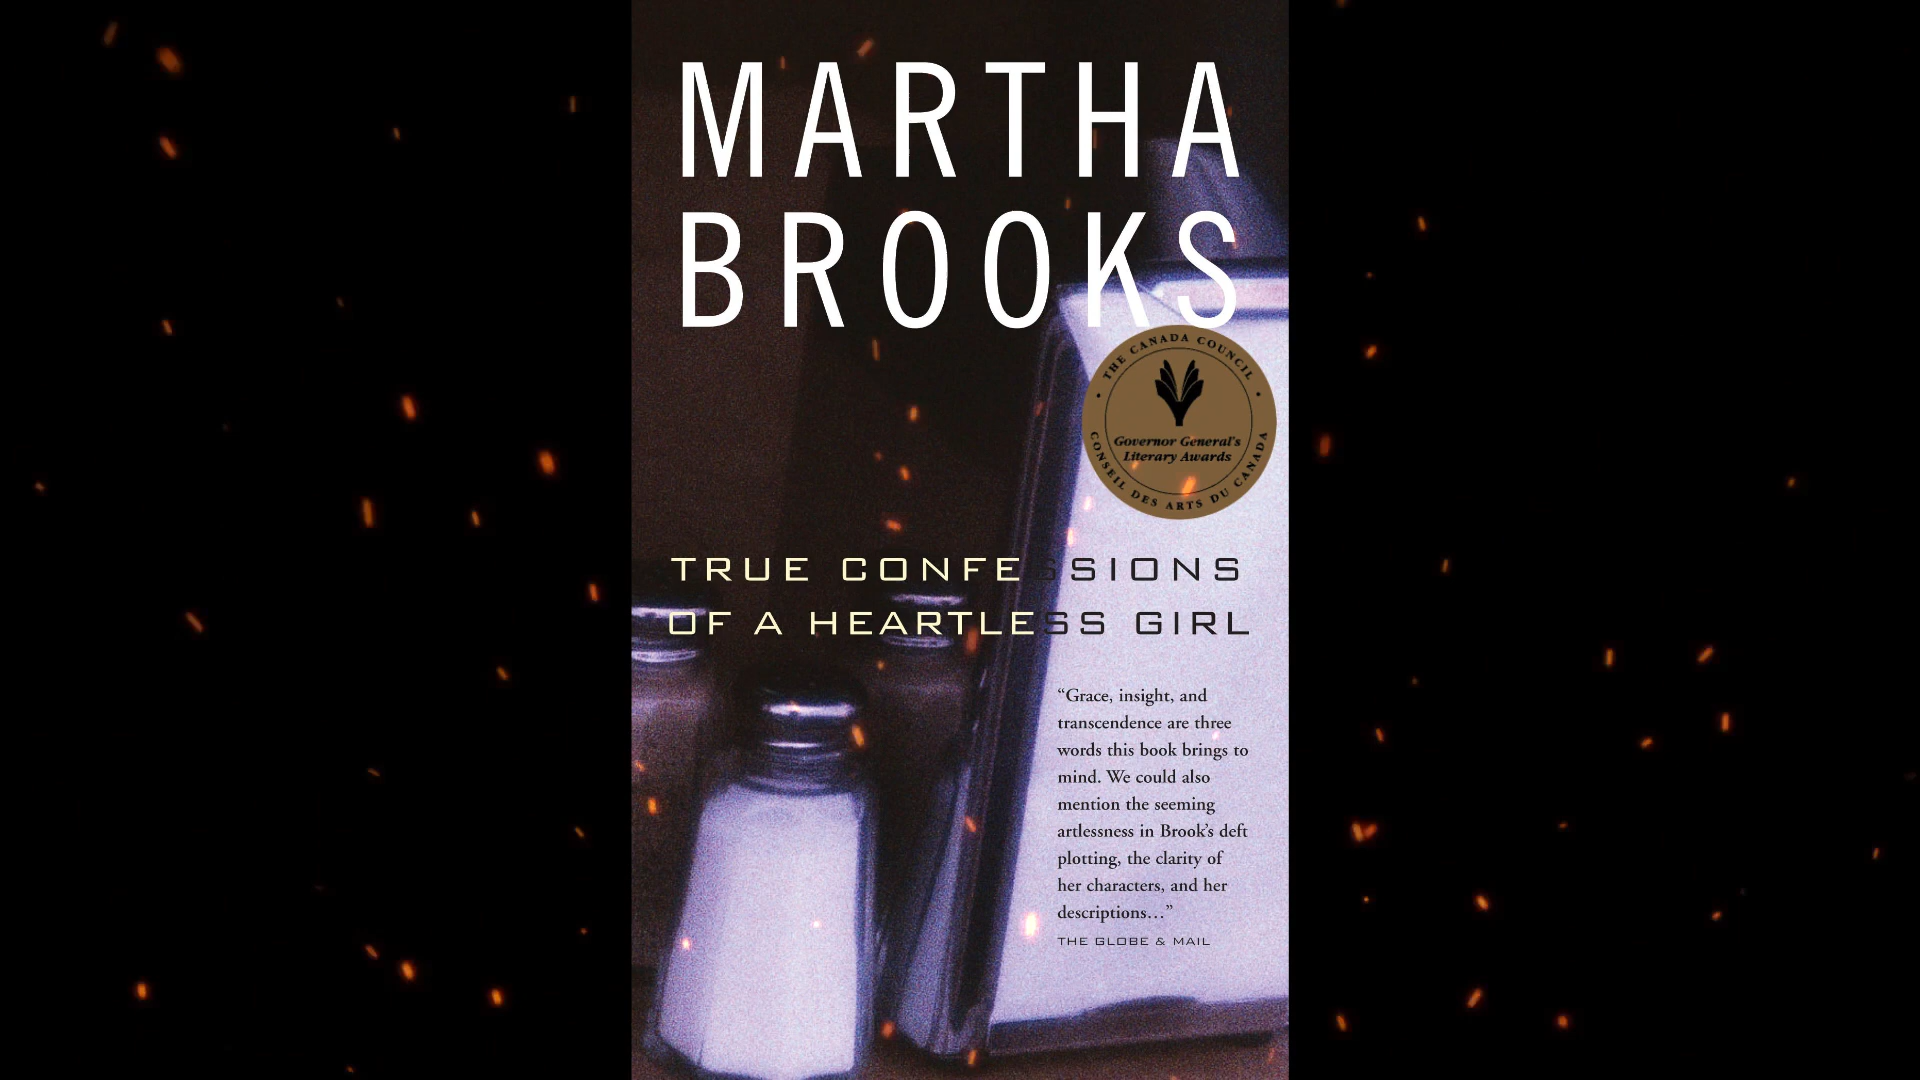 MARTHA
BROOKS
THE CANADA COUNCIL
Governor General's
Literary Awards
CONSEIL DES ARTS DU CANADA
TRUE CONFESSIONS
OF A HEARTLESS GIRL
“Grace, insight, and
transcendence are three
words this book brings to
mind. We could also
mention the seeming
artlessness in Brook’s deft
plotting, the clarity of
her characters, and her
descriptions…”
THE GLOBE & MAIL